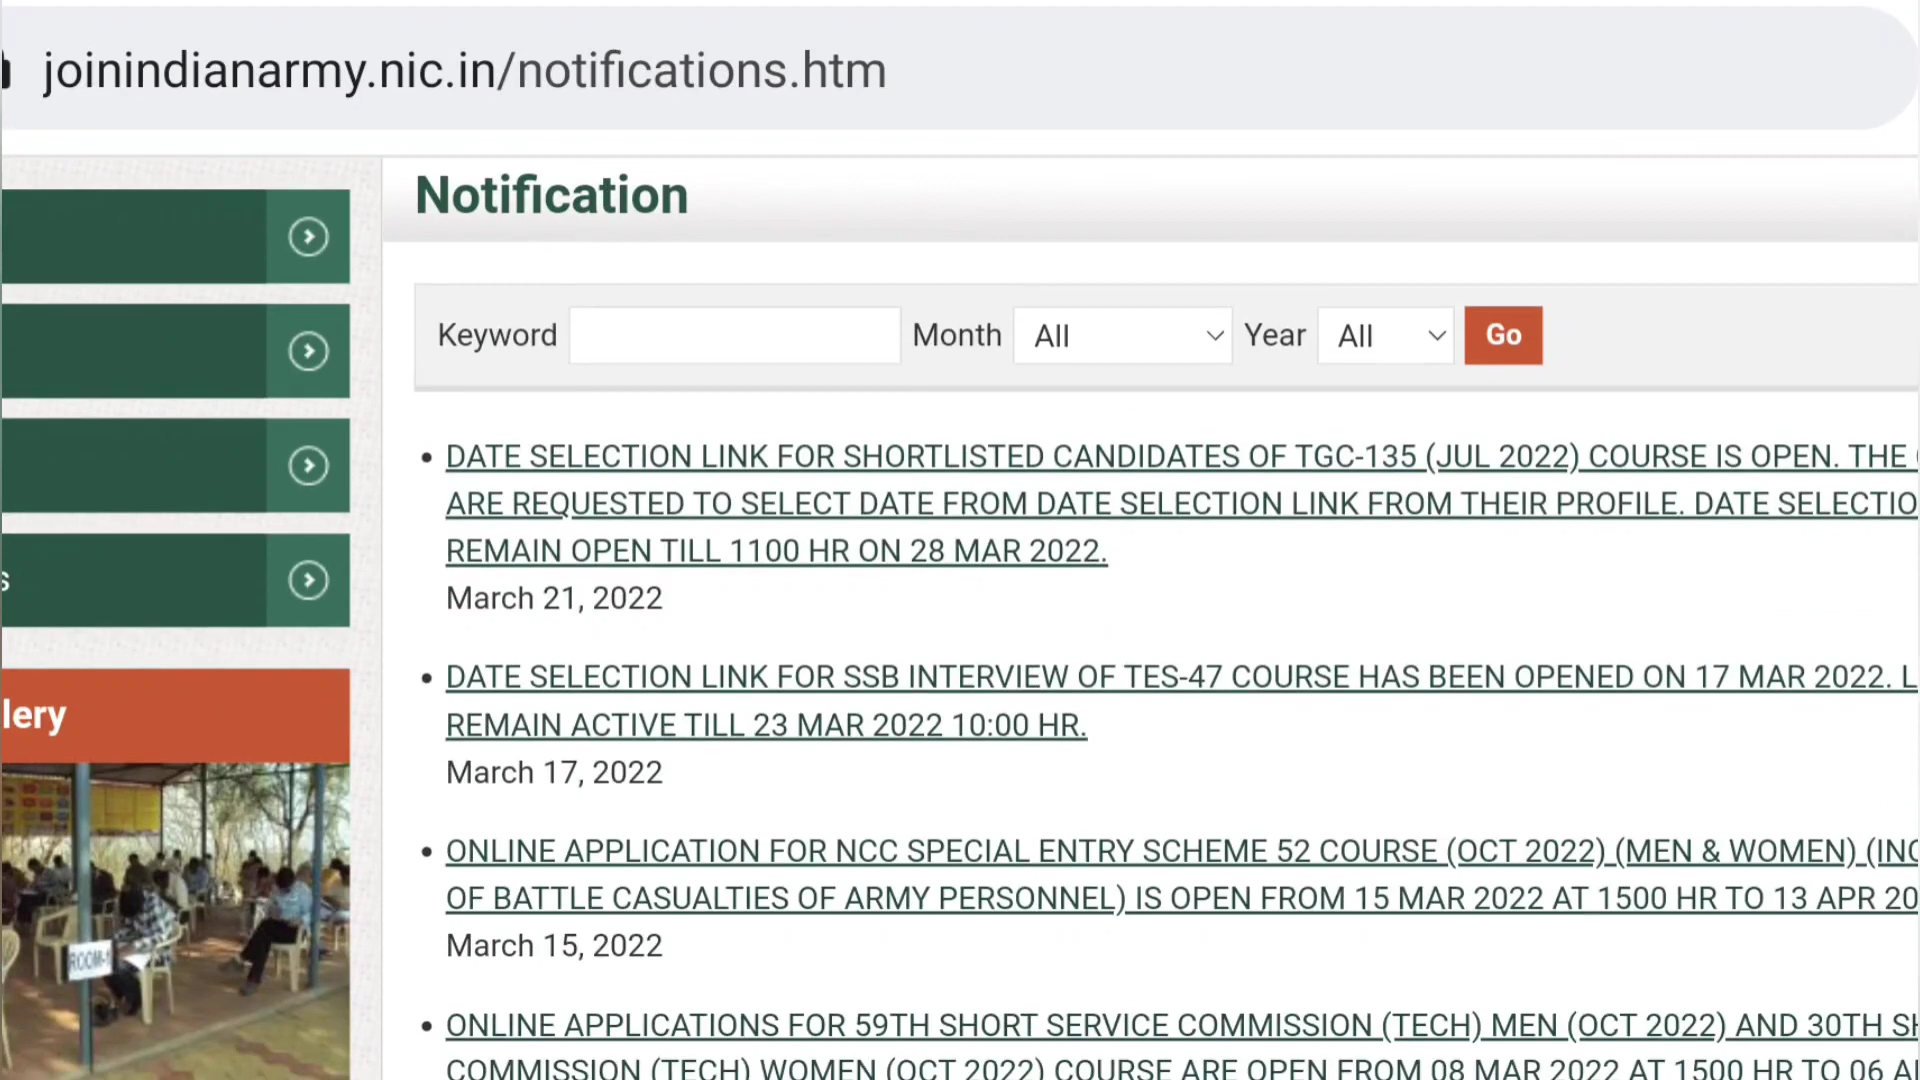 joinindianarmy.nic.in/notifications.htm
Notification
Keyword Month All Year All Go
DATE SELECTION LINK FOR SHORTLISTED CANDIDATES OF TGC-135 (JUL 2022) COURSE IS OPEN. THE
ARE REQUESTED TO SELECT DATE FROM DATE SELECTION LINK FROM THEIR PROFILE. DATE SELECTIO
REMAIN OPEN TILL 1100 HR ON 28 MAR 2022.
March 21, 2022
s
DATE SELECTION LINK FOR SSB INTERVIEW OF TES-47 COURSE HAS BEEN OPENED ON 17 MAR 2022. L
REMAIN ACTIVE TILL 23 MAR 2022 10:00 HR.
March 17, 2022
lery
ONLINE APPLICATION FOR NCC SPECIAL ENTRY SCHEME 52 COURSE (OCT 2022) (MEN & WOMEN) (INC
OF BATTLE CASUALTIES OF ARMY PERSONNEL) IS OPEN FROM 15 MAR 2022 AT 1500 HR TO 13 APR 20
March 15, 2022
ROOM-1
ONLINE APPLICATIONS FOR 59TH SHORT SERVICE COMMISSION (TECH) MEN (OCT 2022) AND 30TH SH
COMMISSION (TECH) WOMEN (OCT 2022) COURSE ARE OPEN FROM 08 MAR 2022 AT 1500 HR TO 06 A